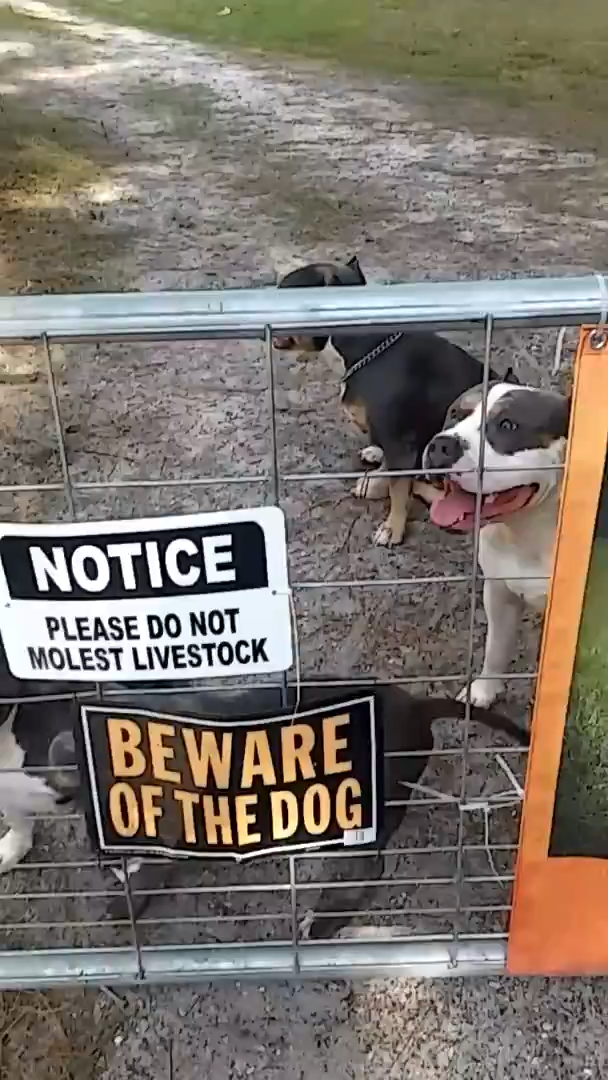 NOTICE
PLEASE DO NOT
MOLEST LIVESTOCK
BEWARE
OF THE DOG